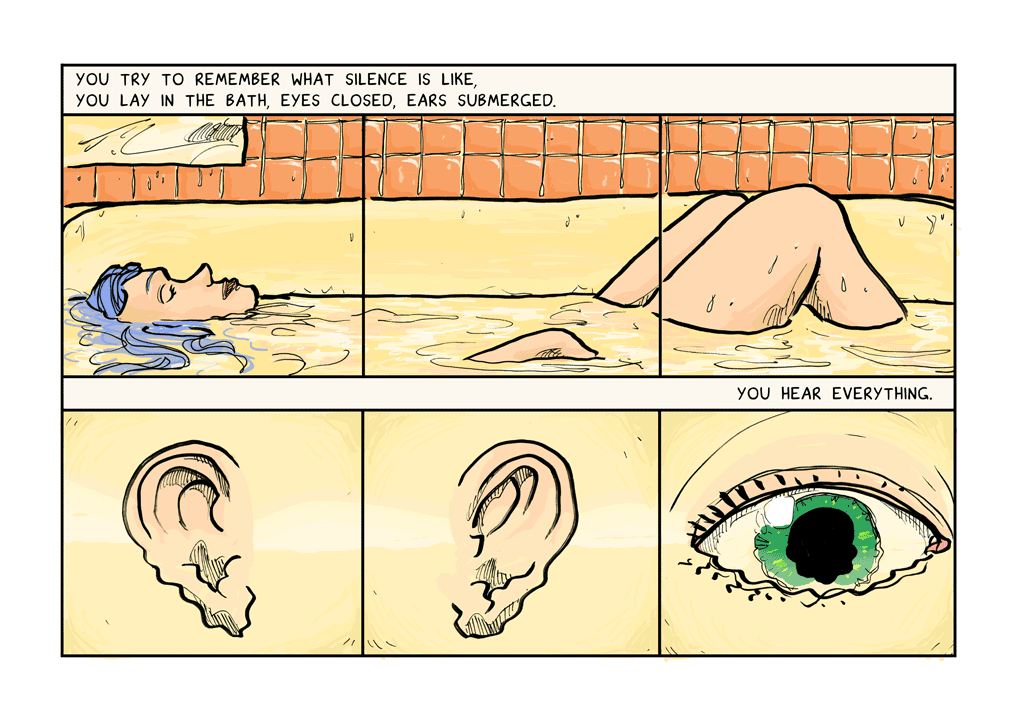 YOU TRY TO REMEMBER WHAT SILENCE IS LIKE,
YOU LAY IN THE BATH, EYES CLOSED, EARS SUBMERGED.
YOU HEAR EVERYTHING.